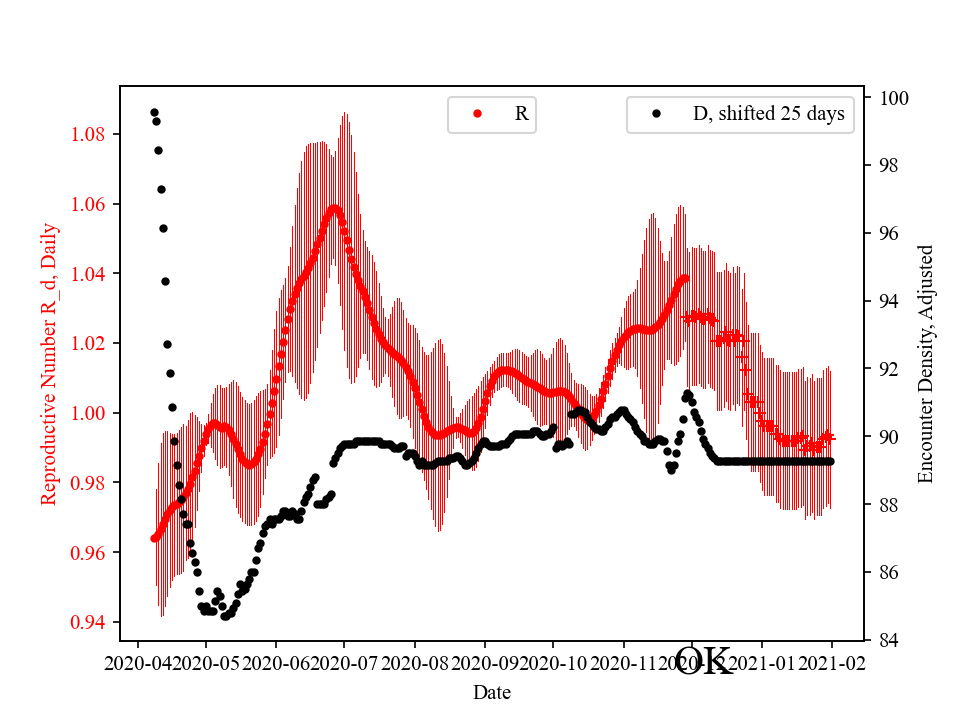 R
D, shifted 25 days
Reproductive Number R_d, Daily
1.08
1.06
1.04
1.02
1.00
0.98
0.96
0.94
Encounter Density, Adjusted
100
98
96
94
92
90
88
86
84
2020-04 2020-05 2020-06 2020-07 2020-08 2020-09 2020-10 2020-11 2020-12 2021-01 2021-02
OK
Date